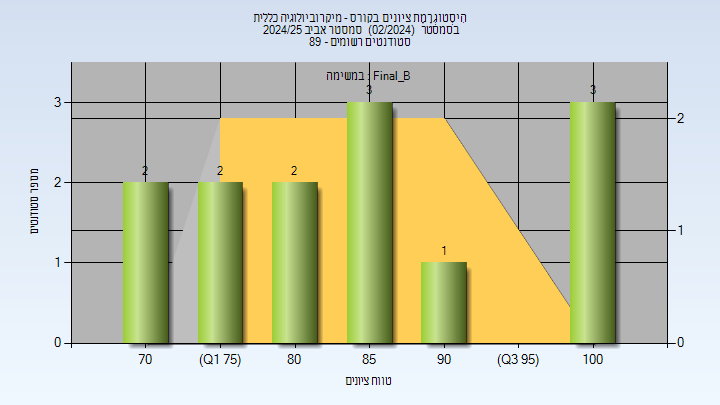 היסטוגרמת ציונים בקורס - מיקרוביולוגיה כללית
בסמסטר (02/2024) סמסטר אביב 2024/25
סטודנטים רשומים - 89
במשימה : Final_B
3 3
2 2 2
1
3
2
1
0
2
1
0
מספר סטודנטים
70 (Q1 75) 80 85 90 (Q3 95) 100
טווח ציונים